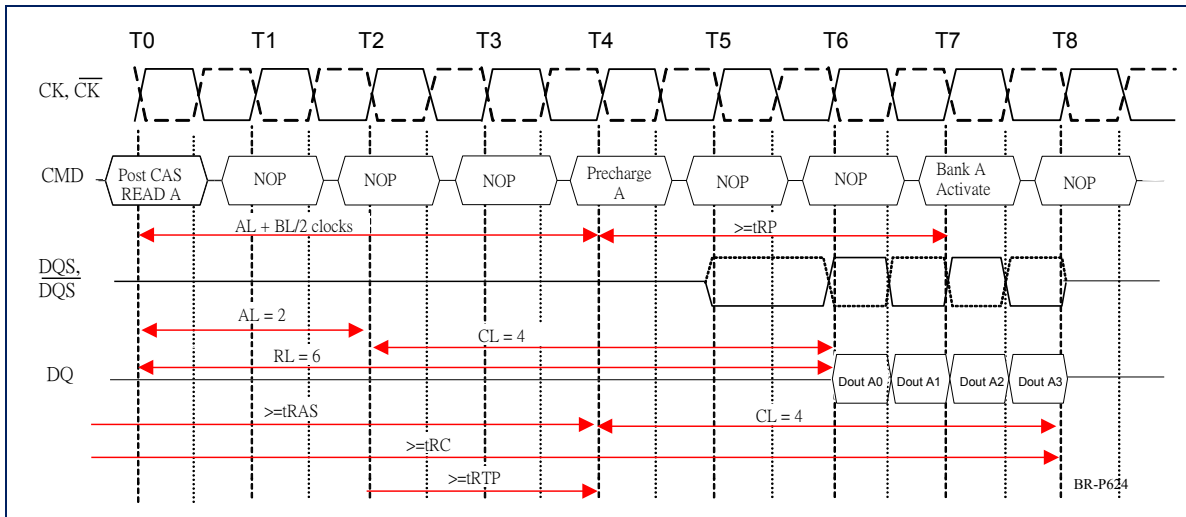 T0 T1 T2 T3 T4 T5 T6 T7 T8
CK, CK
CMD
Post CAS
READ A
NOP
NOP
NOP
Precharge
A
NOP
NOP
Bank A
Activate
NOP
AL + BL/2 clocks
>=tRP
DQS,
DQS
AL = 2
CL = 4
RL = 6
DQ
Dout A0
Dout A1
Dout A2
Dout A3
>=tRAS
CL = 4
>=tRC
>=tRTP
BR-P624